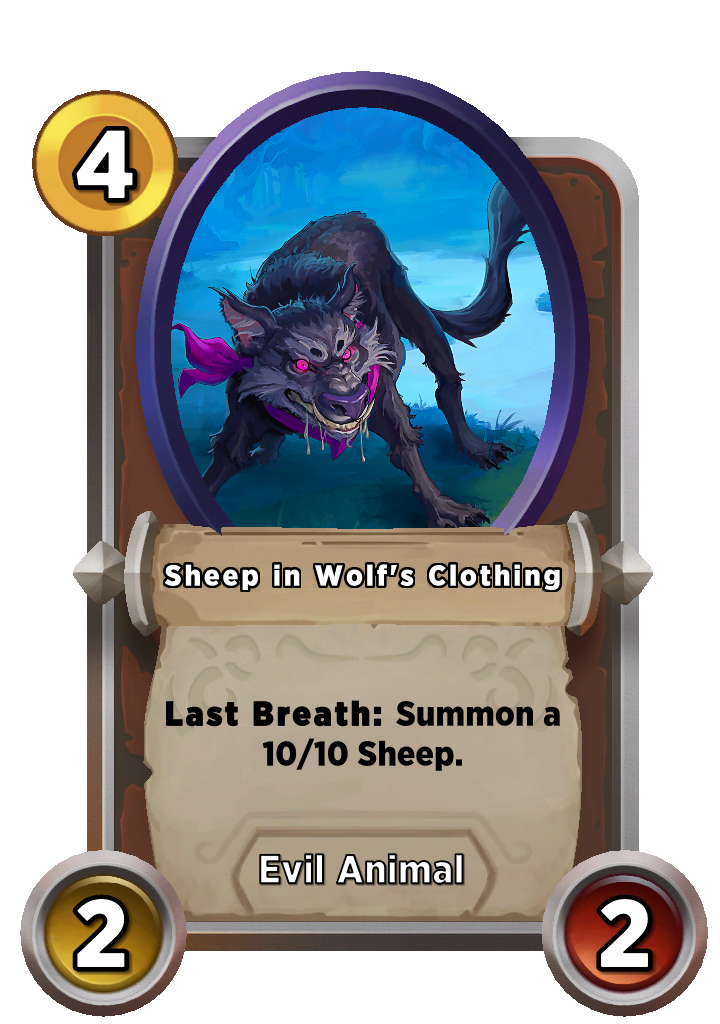 4
Sheep in Wolf's Clothing
Last Breath: Summon a
10/10 Sheep.
Evil Animal
2
2